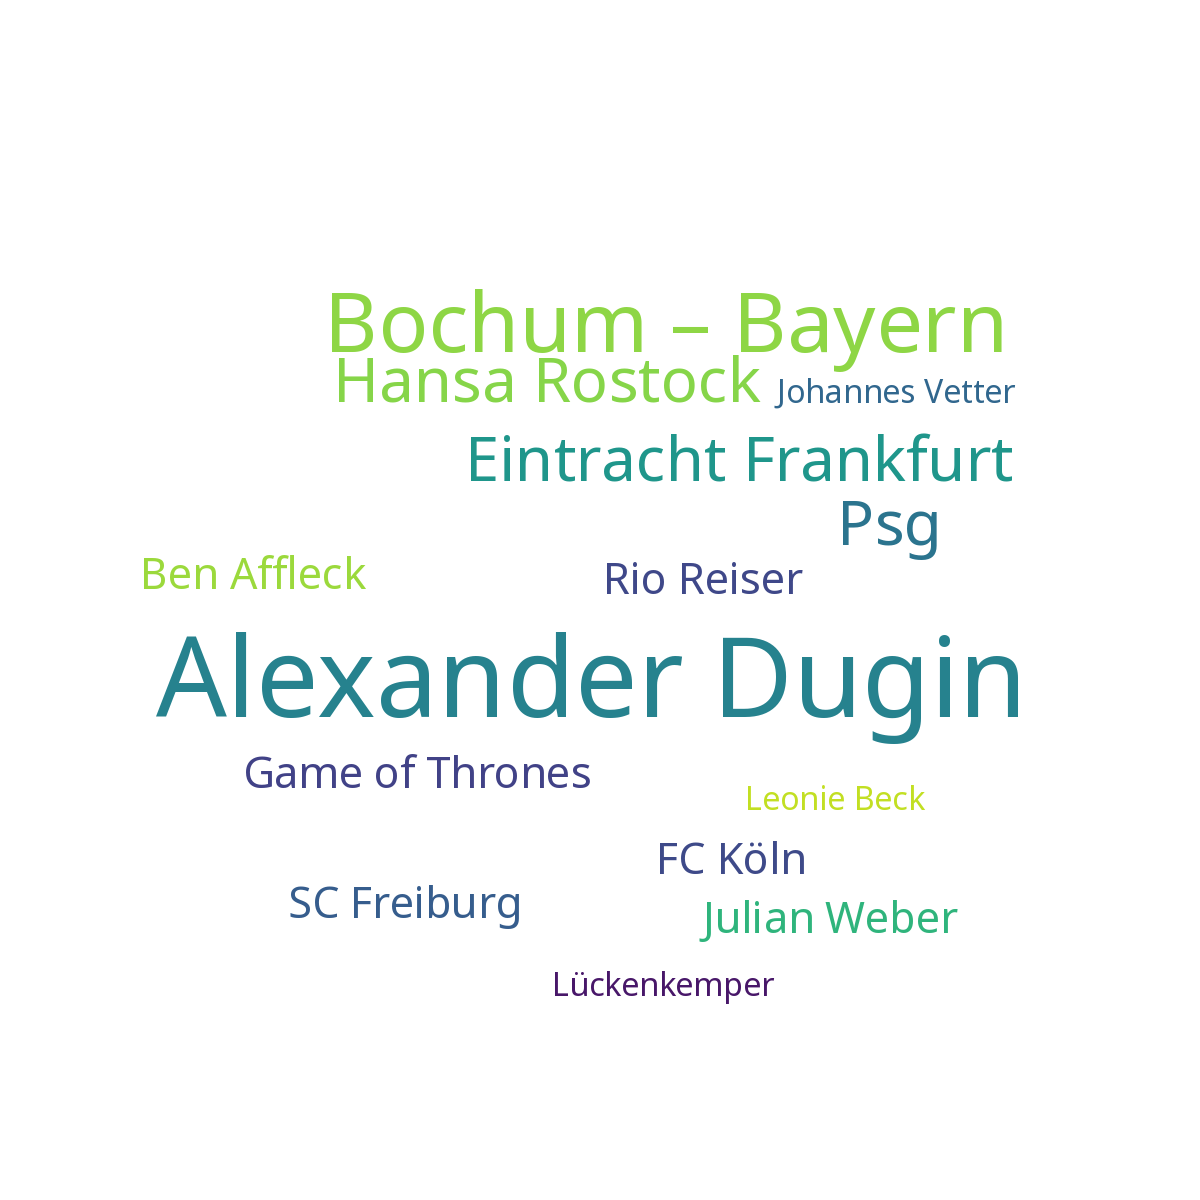 Bochum – Bayern
Hansa Rostock
Johannes Vetter
Eintracht Frankfurt
Psg
Ben Affleck
Rio Reiser
Alexander Dugin
Game of Thrones
Leonie Beck
FC Köln
SC Freiburg
Julian Weber
Lückenkemper